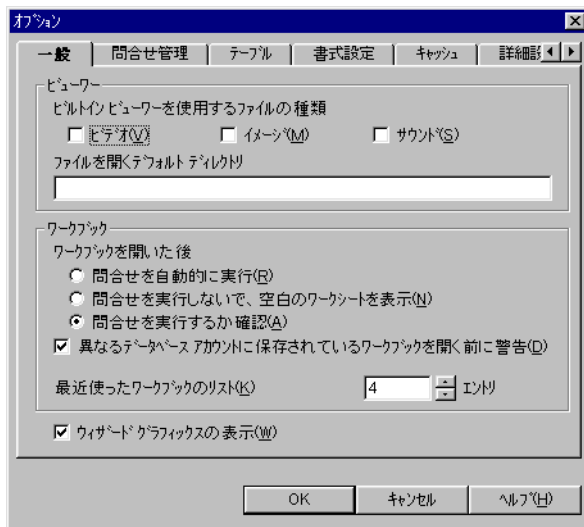 オプション
一般 問合せ管理 テーブル 書式設定 キャッシュ 詳細
ビューワー
ビルトイン ビューワーを使用するファイルの種類
ビデオ(V) イメージ(M) サウンド(S)
ファイルを開くデフォルト ディレクトリ
ワークブック
ワークブックを開いた後
問合せを自動的に実行(R)
問合せを実行しないで、空白のワークシートを表示(N)
問合せを実行するか確認(A)
異なるデータベース アカウントに保存されているワークブックを開く前に警告(D)
最近使ったワークブックのリスト(K) 4 エントリ
ウィザード グラフィックスの表示(W)
OK キャンセル ヘルプ(H)